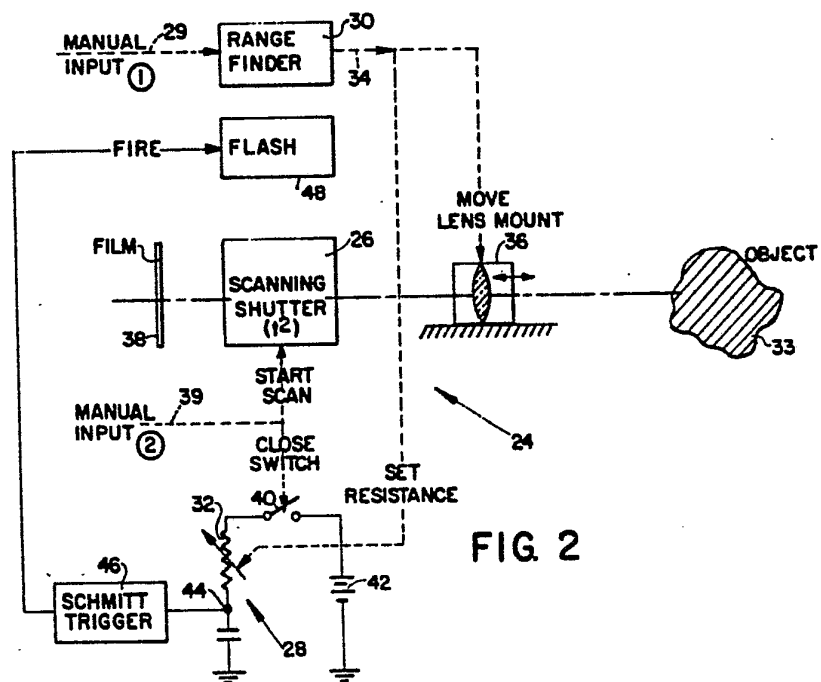 MANUAL 29
INPUT ①
RANGE
FINDER
30
34
FIRE
FLASH
48
MOVE
LENS MOUNT
36
FILM
38
SCANNING
SHUTTER
(t2)
26
OBJECT
33
START
SCAN
MANUAL 39
INPUT ②
CLOSE
SWITCH
24
SET
RESISTANCE
32
40
42
46
SCHMITT
TRIGGER
44
28
FIG. 2